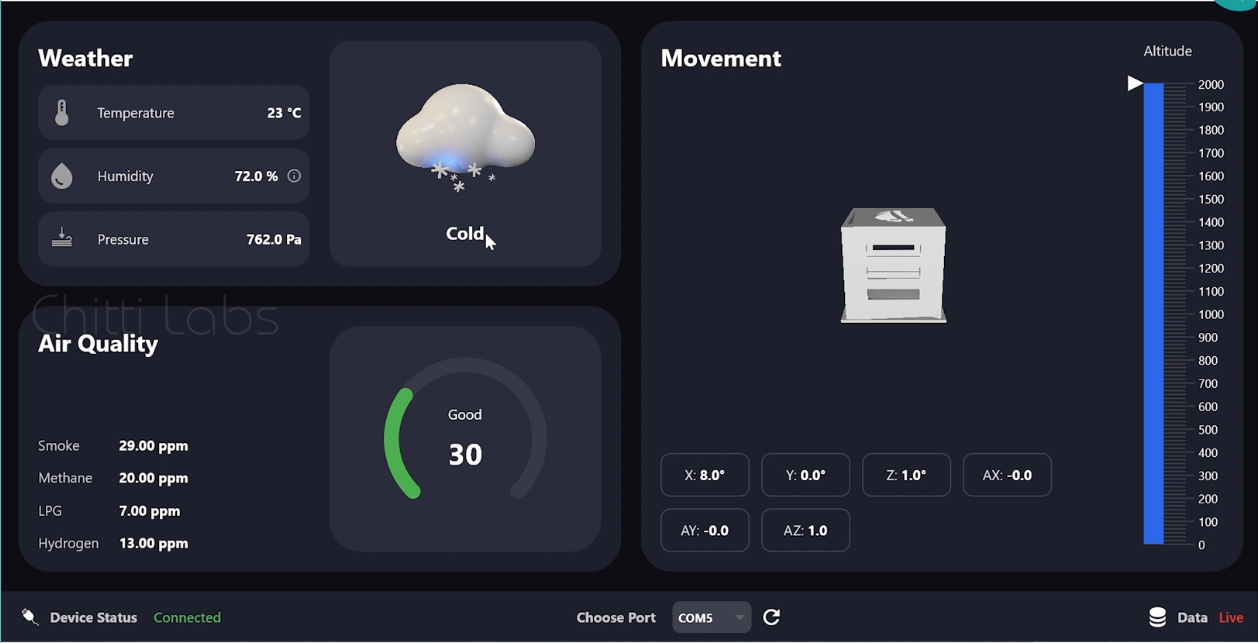 Weather
Temperature 23 °C
Humidity 72.0 %
Pressure 762.0 Pa
Cold
Chitti Labs
Air Quality
Smoke 29.00 ppm
Methane 20.00 ppm
LPG 7.00 ppm
Hydrogen 13.00 ppm
Good
30
Movement
Altitude
2000
1900
1800
1700
1600
1500
1400
1300
1200
1100
1000
900
800
700
600
500
400
300
200
100
0
X: 8.0° Y: 0.0° Z: 1.0° AX: -0.0
AY: -0.0 AZ: 1.0
Device Status Connected Choose Port COM5 Data Live